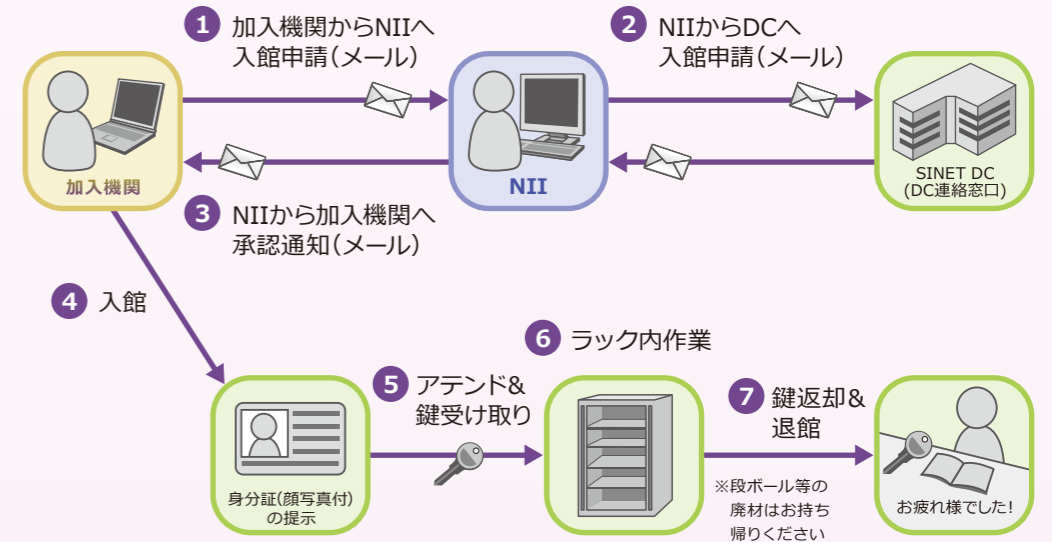 1 加入機関からNIIへ
入館申請(メール)
2 NIIからDCへ
入館申請(メール)
加入機関
NII
SINET DC
(DC連絡窓口)
3 NIIから加入機関へ
承認通知(メール)
4 入館
5 アテンド&
鍵受け取り
6 ラック内作業
7 鍵返却&
退館
身分証(顔写真付)
の提示
※段ボール等の
廃材はお持ち
帰りください
お疲れ様でした!